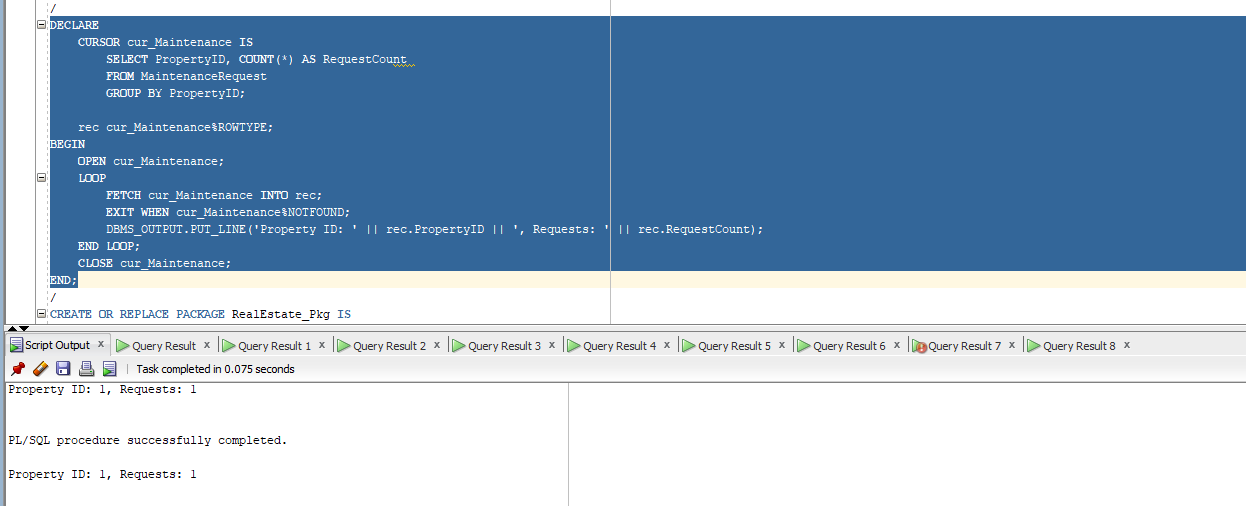 /
DECLARE
CURSOR cur_Maintenance IS
SELECT PropertyID, COUNT(*) AS RequestCount
FROM MaintenanceRequest
GROUP BY PropertyID;
rec cur_Maintenance%ROWTYPE;
BEGIN
OPEN cur_Maintenance;
LOOP
FETCH cur_Maintenance INTO rec;
EXIT WHEN cur_Maintenance%NOTFOUND;
DBMS_OUTPUT.PUT_LINE('Property ID: ' || rec.PropertyID || ', Requests: ' || rec.RequestCount);
END LOOP;
CLOSE cur_Maintenance;
END;
/
CREATE OR REPLACE PACKAGE RealEstate_Pkg IS
Script Output x Query Result x Query Result 1 x Query Result 2 x Query Result 3 x Query Result 4 x Query Result 5 x Query Result 6 x Query Result 7 x Query Result 8 x
Task completed in 0.075 seconds
Property ID: 1, Requests: 1
PL/SQL procedure successfully completed.
Property ID: 1, Requests: 1